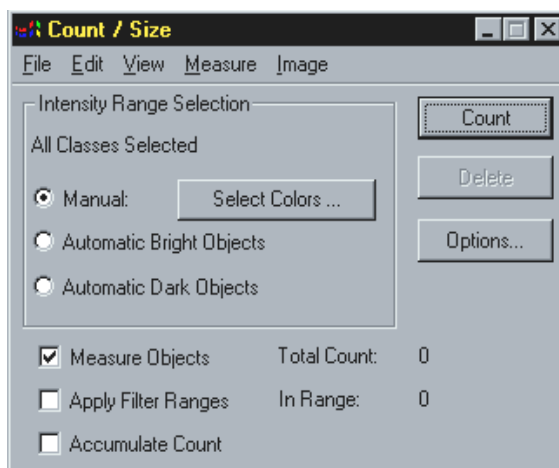 Count / Size
File Edit View Measure Image
Intensity Range Selection
All Classes Selected
Manual: Select Colors ...
Automatic Bright Objects
Automatic Dark Objects
Count
Delete
Options...
Measure Objects Total Count: 0
Apply Filter Ranges In Range: 0
Accumulate Count